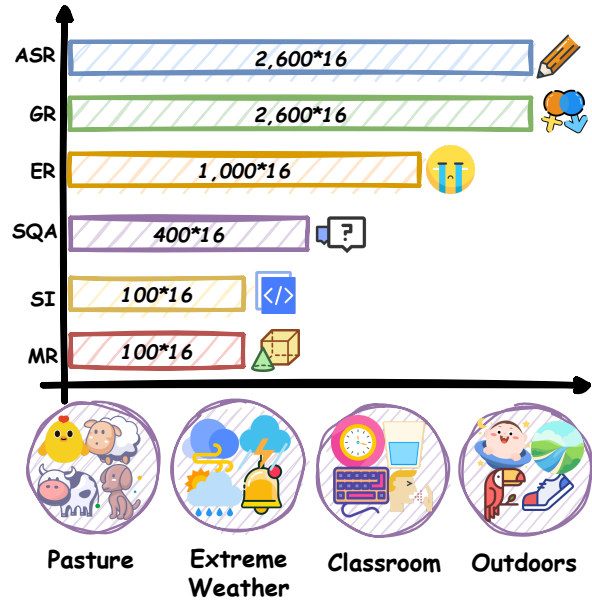 ASR
2,600*16
GR
2,600*16
ER
1,000*16
SQA
400*16
?
SI
100*16
</>
MR
100*16
Pasture
Extreme
Weather
Classroom
Outdoors